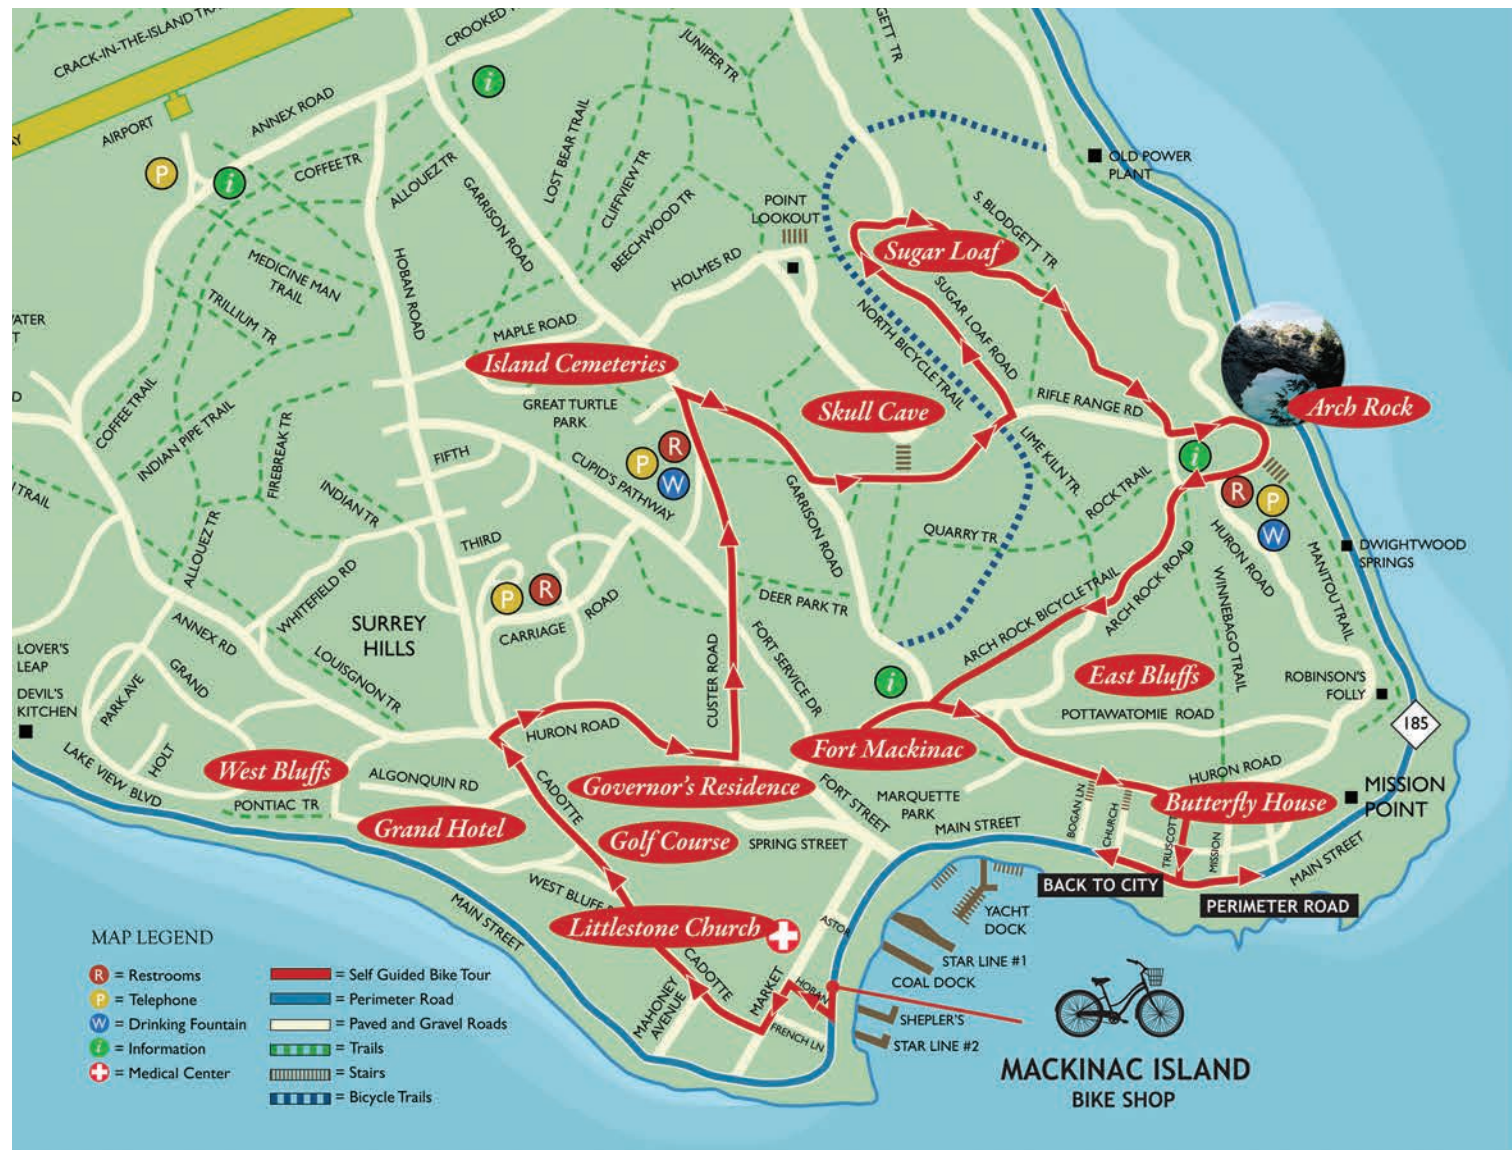 CRACK-IN-THE-ISLAND TRA
CROOKED T
GETT TR
JUNIPER TR
ANNEX ROAD
AIRPORT
AY
P
i
i
COFFEE TR
ALLOUEZ TR
GARRISON ROAD
LOST BEAR TRAIL
CLIFFVIEW TR
BEECHWOOD TR
POINT
LOOKOUT
S. BLODGETT TR
OLD POWER
PLANT
MEDICINE MAN
TRAIL
TRILLIUM TR
HOBAN ROAD
HOLMES RD
Sugar Loaf
SUGAR LOAF ROAD
NORTH BICYCLE TRAIL
ATER
T
MAPLE ROAD
Island Cemeteries
GREAT TURTLE
PARK
Skull Cave
RIFLE RANGE RD
Arch Rock
D
COFFEE TRAIL
INDIAN PIPE TRAIL
FIREBREAK TR
FIFTH
CUPID'S PATHWAY
R
P
W
LIME KILN TR
ROCK TRAIL
i
R
P
W
TRAIL
INDIAN TR
GARRISON ROAD
QUARRY TR
HURON ROAD
MANITOU TRAIL
DWIGHTWOOD
SPRINGS
ALLOUEZ TR
THIRD
WHITEFIELD RD
P
R
CARRIAGE
ROAD
DEER PARK TR
ARCH ROCK BICYCLE TRAIL
ARCH ROCK ROAD
WINNEBAGO TRAIL
ANNEX RD
SURREY
HILLS
LOUISGNON TR
CUSTER ROAD
FORT SERVICE DR
i
East Bluffs
ROBINSON'S
FOLLY
LOVER'S
LEAP
DEVIL'S
KITCHEN
PARK AVE
GRAND
HURON ROAD
POTTAWATOMIE ROAD
185
LAKE VIEW BLVD
HOLT
West Bluffs
PONTIAC TR
ALGONQUIN RD
CADOTTE
Governor's Residence
Fort Mackinac
HURON ROAD
MISSION
POINT
Grand Hotel
Golf Course
SPRING STREET
FORT STREET
MARQUETTE
PARK
MAIN STREET
BOGAN LN
CHURCH
Butterfly House
TRUSCOTT
MISSION
MAIN STREET
WEST BLUFF R
MAIN STREET
Littlestone Church
ASTOR
BACK TO CITY
PERIMETER ROAD
YACHT
DOCK
STAR LINE #1
COAL DOCK
CADOTTE
MAHONEY
AVENUE
MARKET
HOBAN
FRENCH LN
SHEPLER'S
STAR LINE #2
MAP LEGEND
R = Restrooms
P = Telephone
W = Drinking Fountain
i = Information
= Medical Center
= Self Guided Bike Tour
= Perimeter Road
= Paved and Gravel Roads
= Trails
= Stairs
= Bicycle Trails
MACKINAC ISLAND
BIKE SHOP